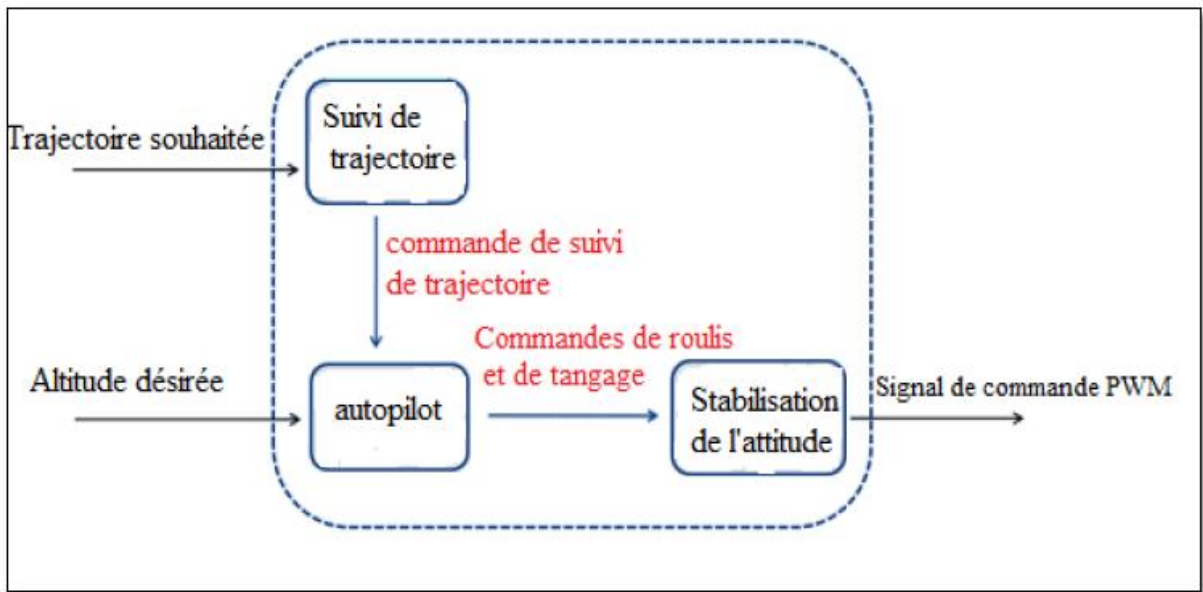 Suivi de
trajectoire
Trajectoire souhaitée
commande de suivi
de trajectoire
Commandes de roulis
et de tangage
Altitude désirée
autopilot
Stabilisation
de l'attitude
Signal de commande PWM